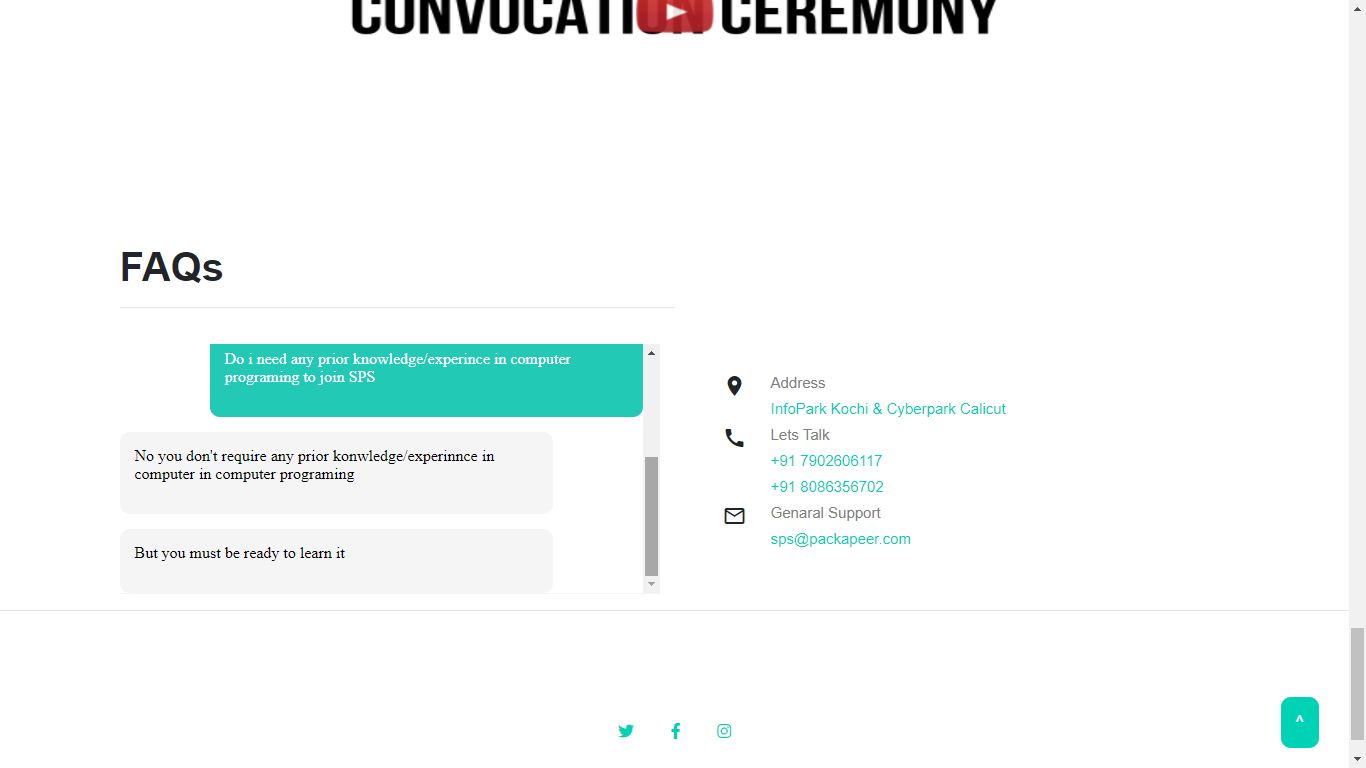 CONVOCATION CEREMONY
FAQs
Do i need any prior knowledge/experince in computer
programing to join SPS
No you don't require any prior konwledge/experinnce in
computer in computer programing
But you must be ready to learn it
Address
InfoPark Kochi & Cyberpark Calicut
Lets Talk
+91 7902606117
+91 8086356702
Genaral Support
sps@packapeer.com
^